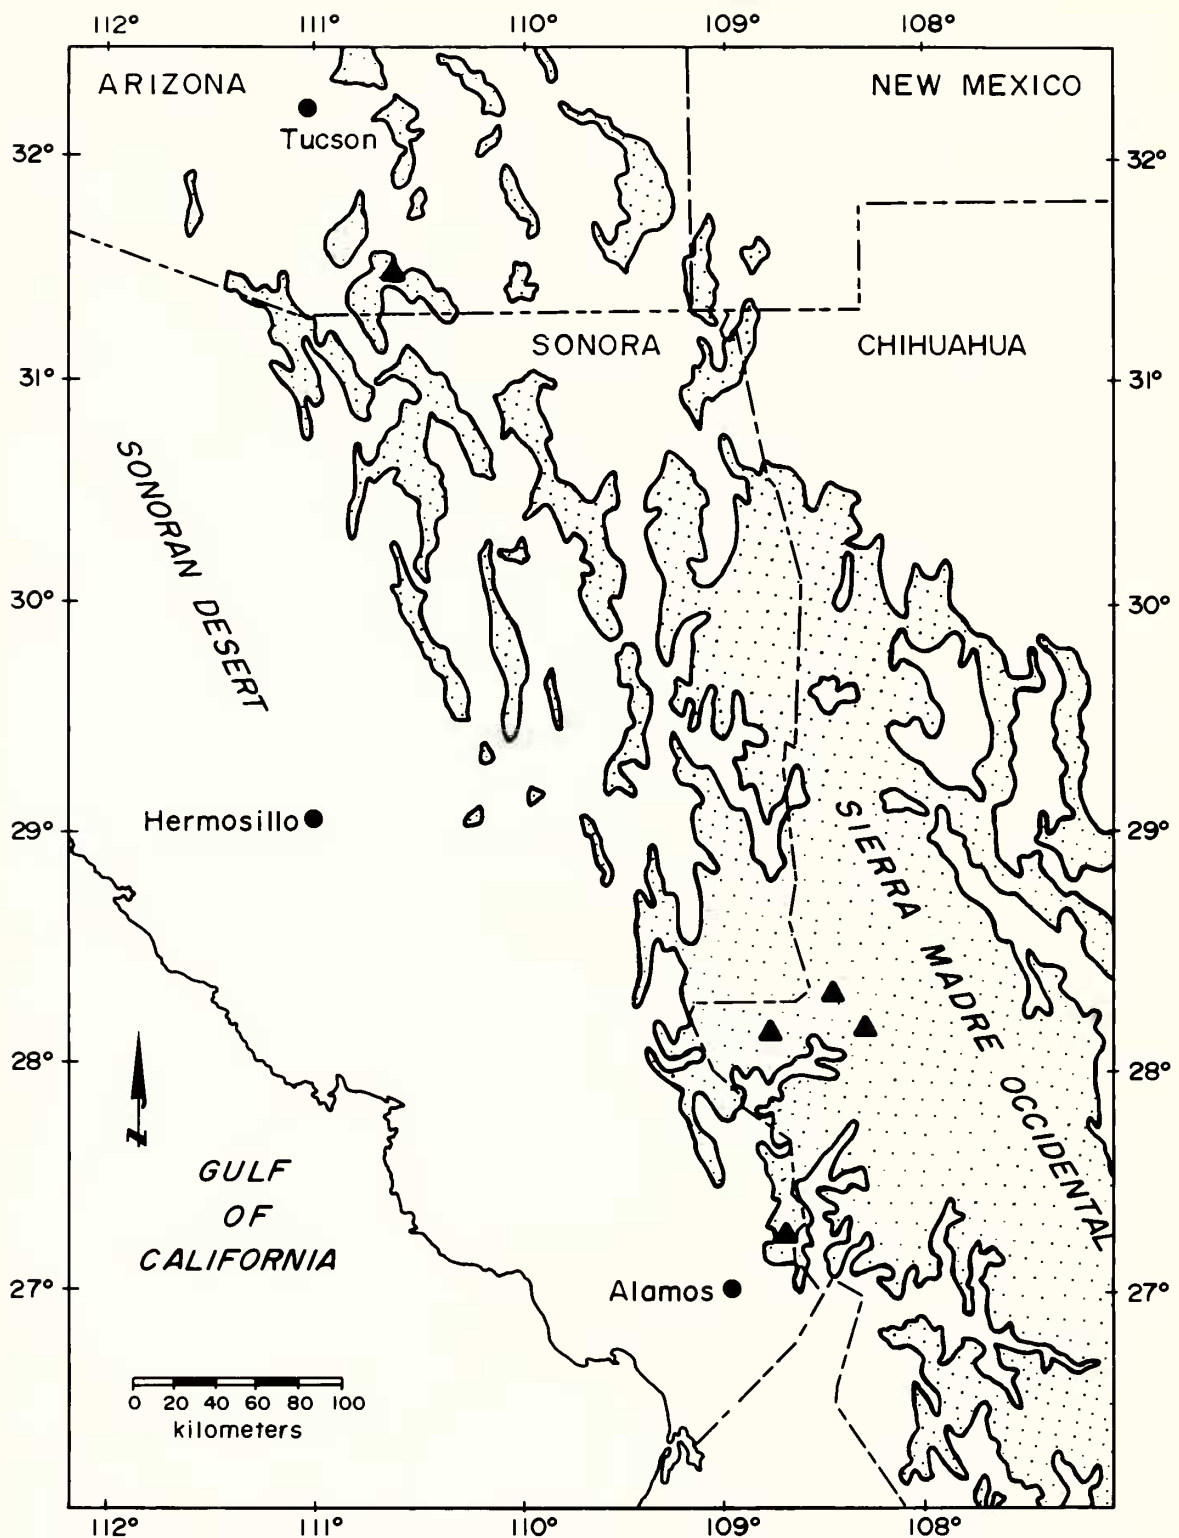 112° 111° 110° 109° 108°
ARIZONA
NEW MEXICO
Tucson
32° 32°
SONORA
CHIHUAHUA
31° 31°
SONORAN DESERT
30° 30°
Hermosillo
29° 29°
SIERRA MADRE OCCIDENTAL
28° 28°
N
GULF
OF
CALIFORNIA
Alamos
27° 27°
0 20 40 60 80 100
kilometers
112° 111° 110° 109° 108°